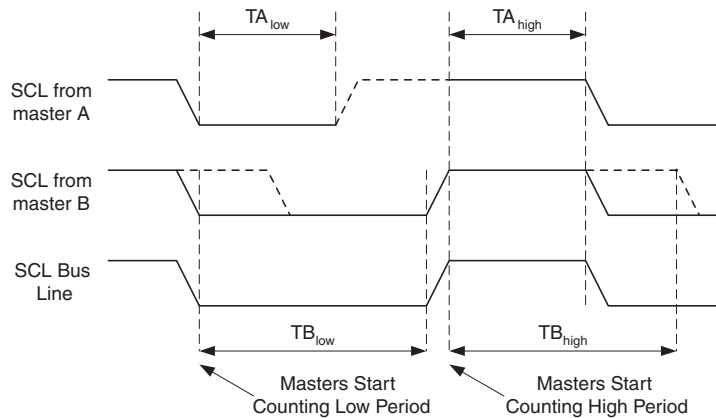 TA low
TA high
SCL from
master A
SCL from
master B
SCL Bus
Line
TB low
TB high
Masters Start
Counting Low Period
Masters Start
Counting High Period